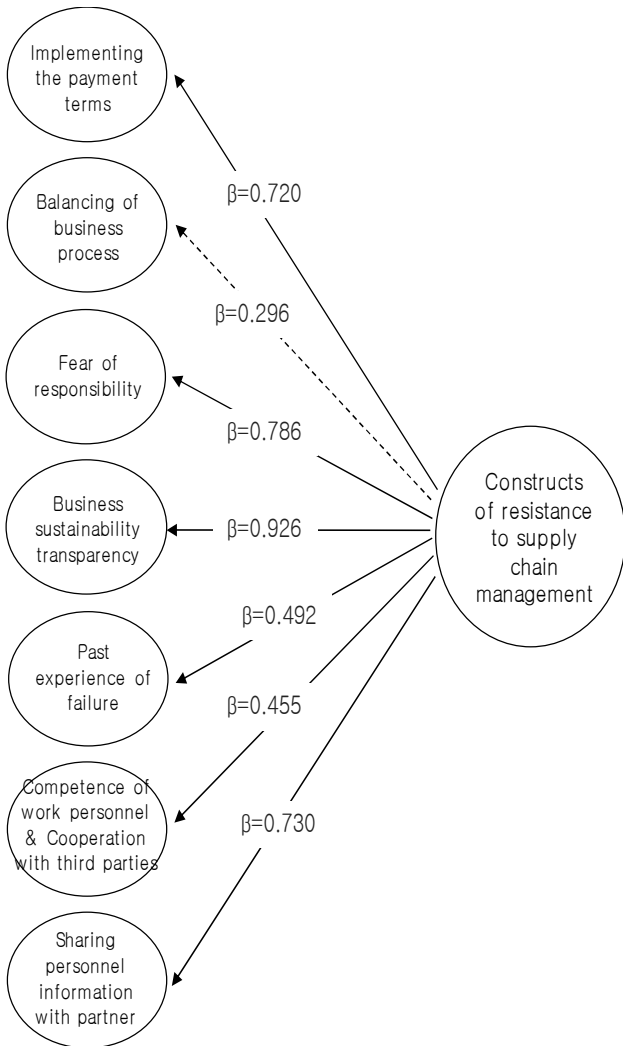 Implementing
the payment
terms
β=0.720
Balancing of
business
process
β=0.296
Fear of
responsibility
β=0.786
Business
sustainability
transparency
β=0.926
Constructs
of resistance
to supply
chain
management
Past
experience of
failure
β=0.492
β=0.455
Competence of
work personnel
& Cooperation
with third parties
β=0.730
Sharing
personnel
information
with partner